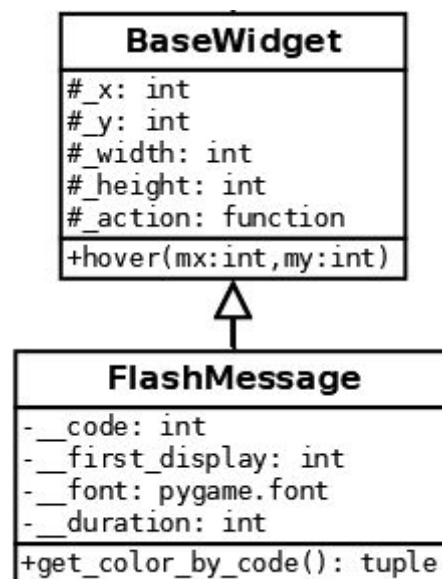 BaseWidget
#_x: int
#_y: int
#_width: int
#_height: int
#_action: function
+hover(mx:int,my:int)
FlashMessage
-__code: int
-__first_display: int
-__font: pygame.font
-__duration: int
+get_color_by_code(): tuple